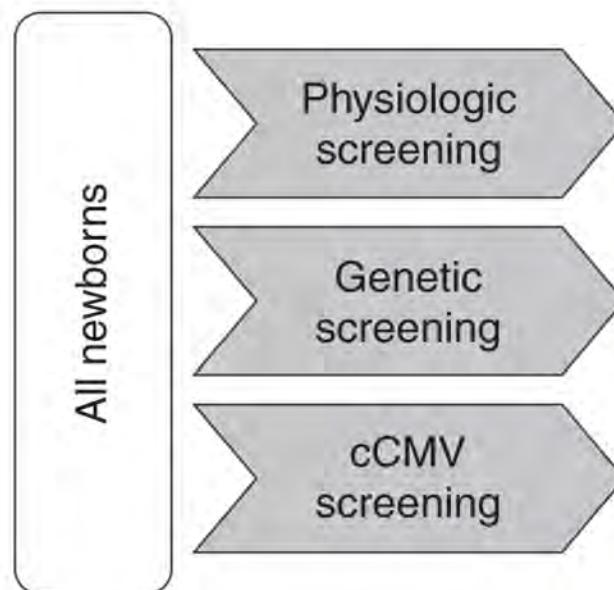 All newborns
Physiologic
screening
Genetic
screening
cCMV
screening